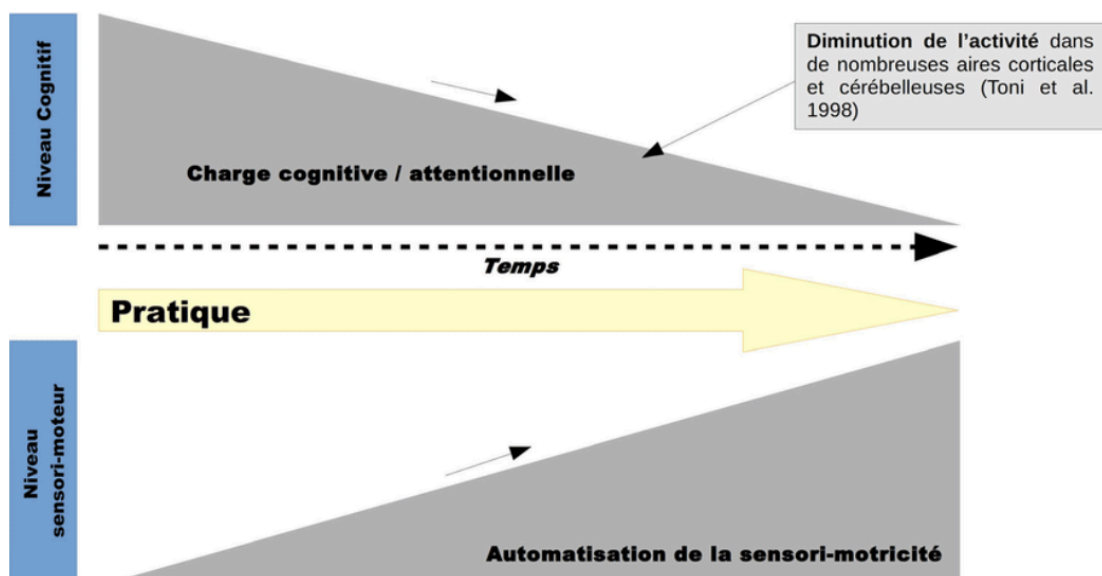 Niveau Cognitif
Diminution de l’activité dans
de nombreuses aires corticales
et cérébelleuses (Toni et al.
1998)
Charge cognitive / attentionnelle
Temps
Pratique
Niveau
sensori-moteur
Automatisation de la sensori-motricité